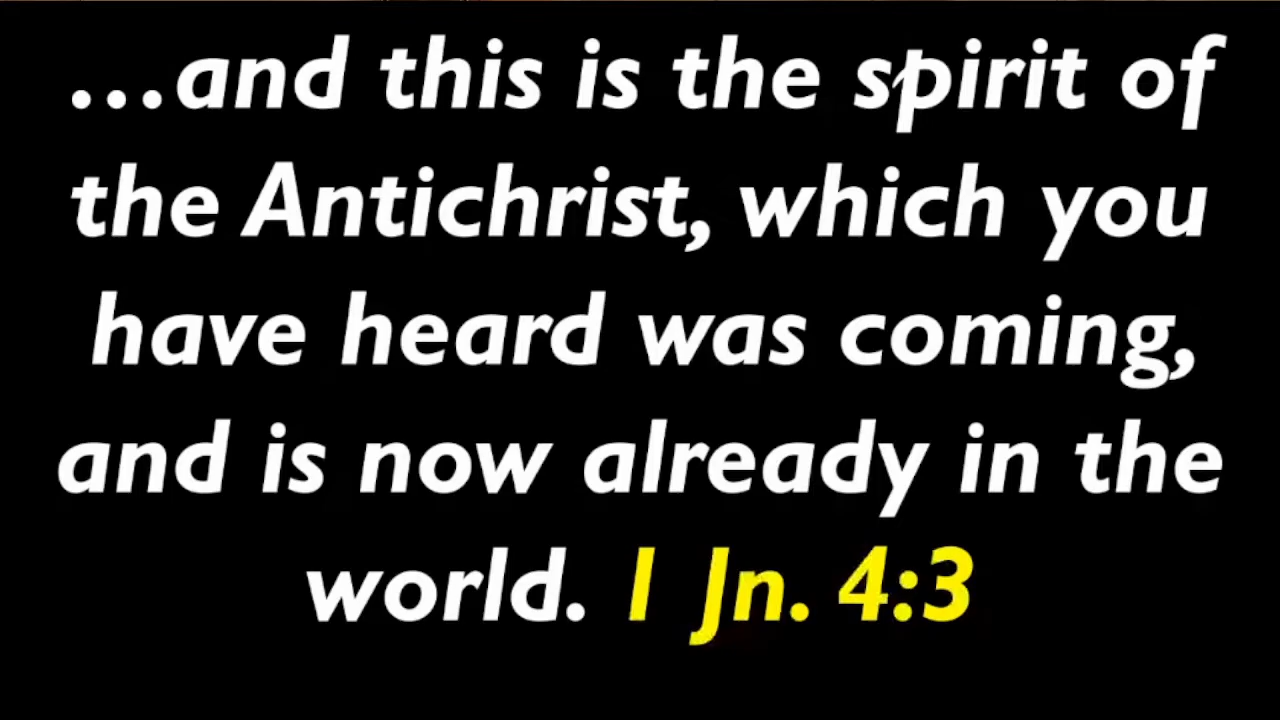 ...and this is the spirit of
the Antichrist, which you
have heard was coming,
and is now already in the
world. 1 Jn. 4:3